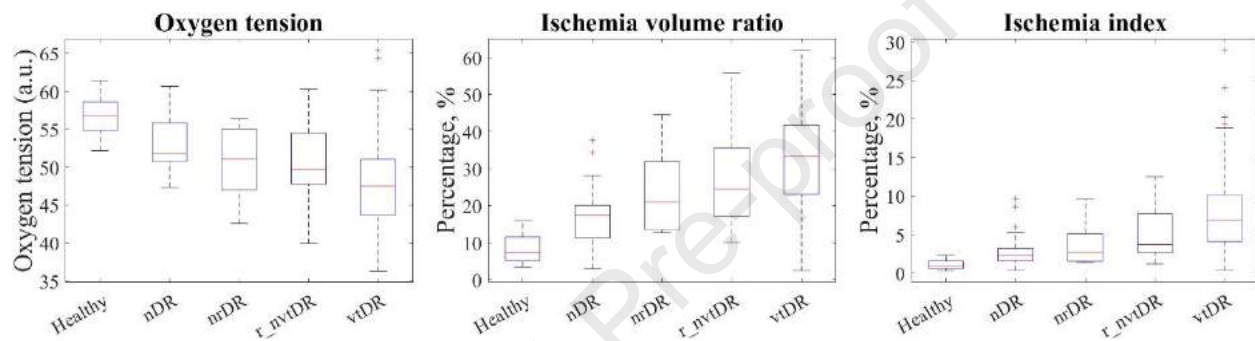 Oxygen tension
Oxygen tension (a.u.)
65
60
55
50
45
40
35
Healthy
nDR
nrDR
r_nvtDR
vtDR
Ischemia volume ratio
Percentage, %
60
50
40
30
20
10
0
Healthy
nDR
nrDR
r_nvtDR
vtDR
Ischemia index
Percentage, %
30
25
20
15
10
5
0
Healthy
nDR
nrDR
r_nvtDR
vtDR
Pre-proof